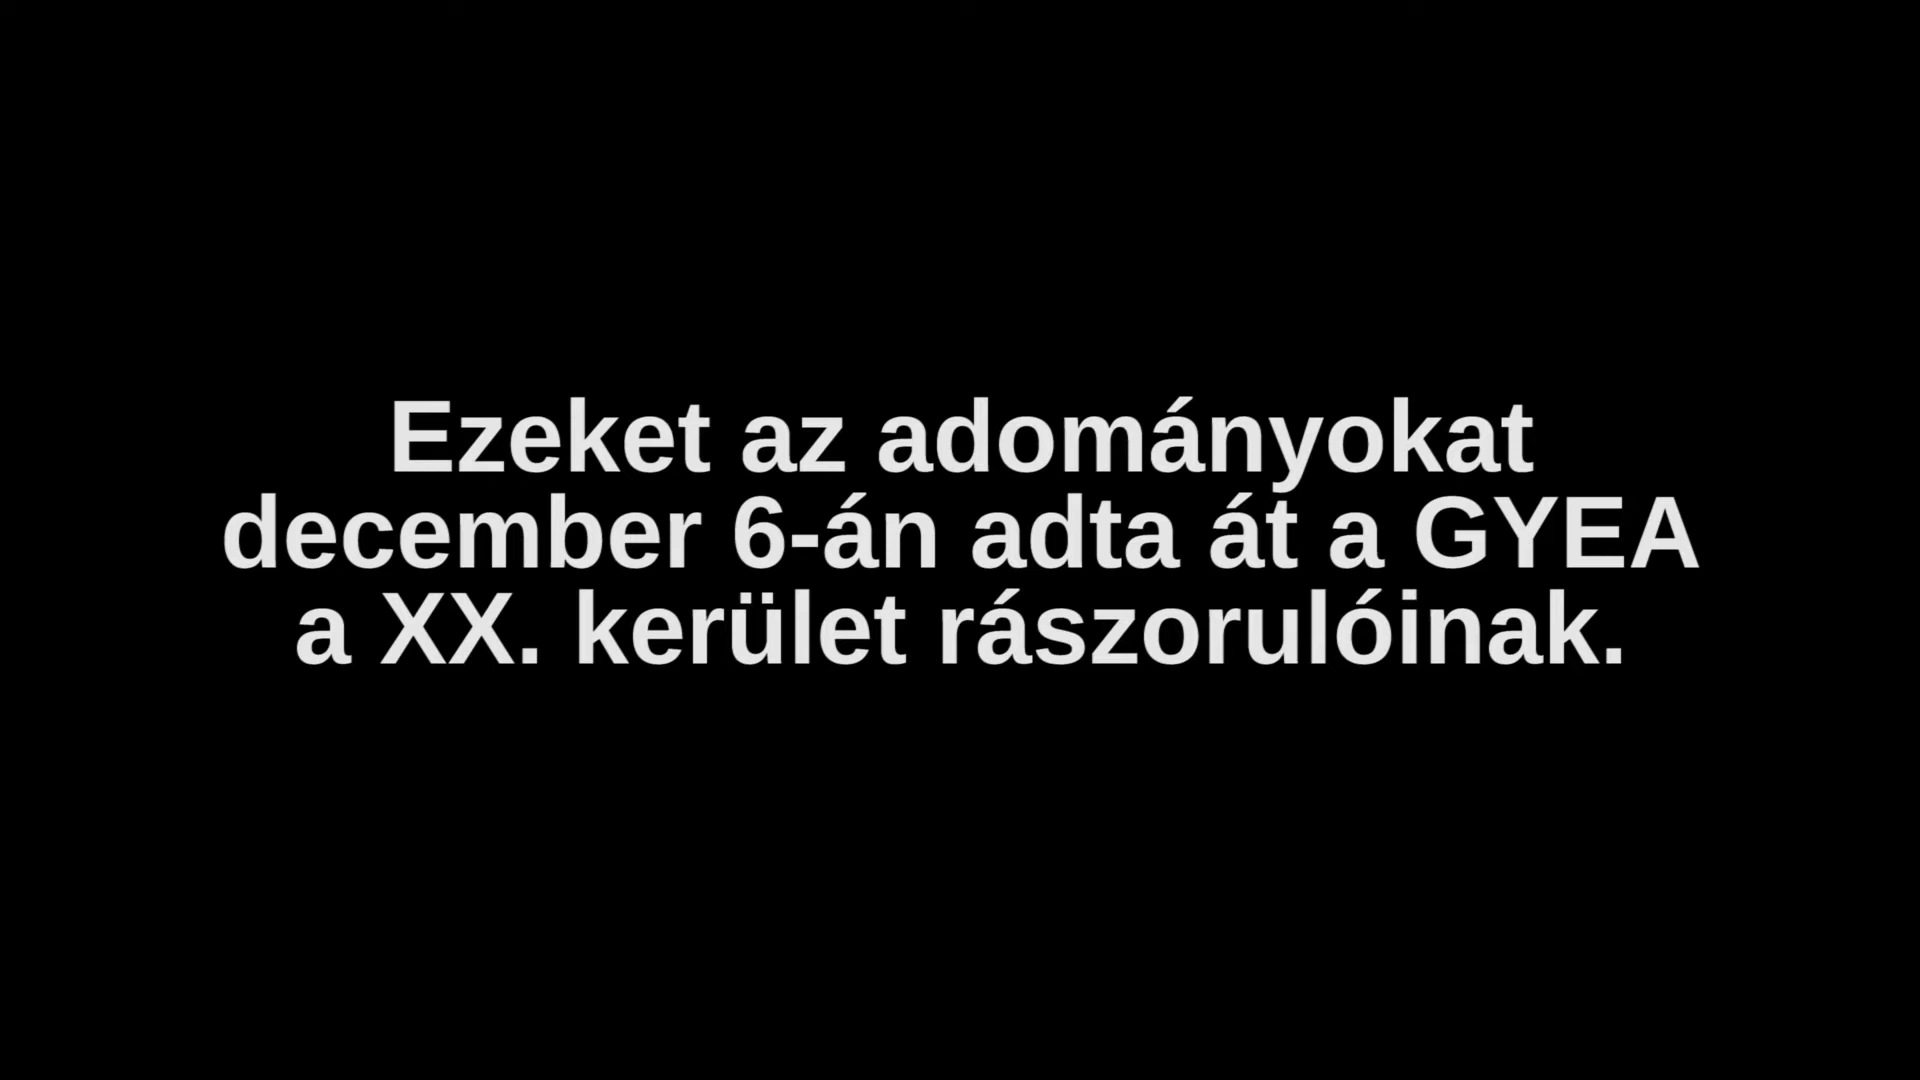 Ezeket az adományokat
december 6-án adta át a GYEA
a XX. kerület rászorulóinak.